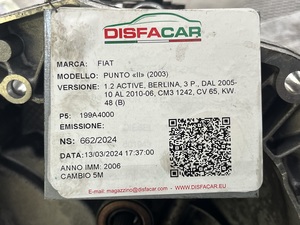 DISFACAR
MARCA: FIAT
MODELLO: PUNTO «II» (2003)
VERSIONE: 1.2 ACTIVE, BERLINA, 3 P., DAL 2005-
10 AL 2010-06, CM3 1242, CV 65, KW
48 (B)
P5: 199A4000
EMISSIONE:
NS: 662/2024
DATA:13/03/2024 17:37:00
ANNO IMM: 2006
CAMBIO 5M
E-mail: magazzino@disfacar.it
WWW.DISFACAR.EU